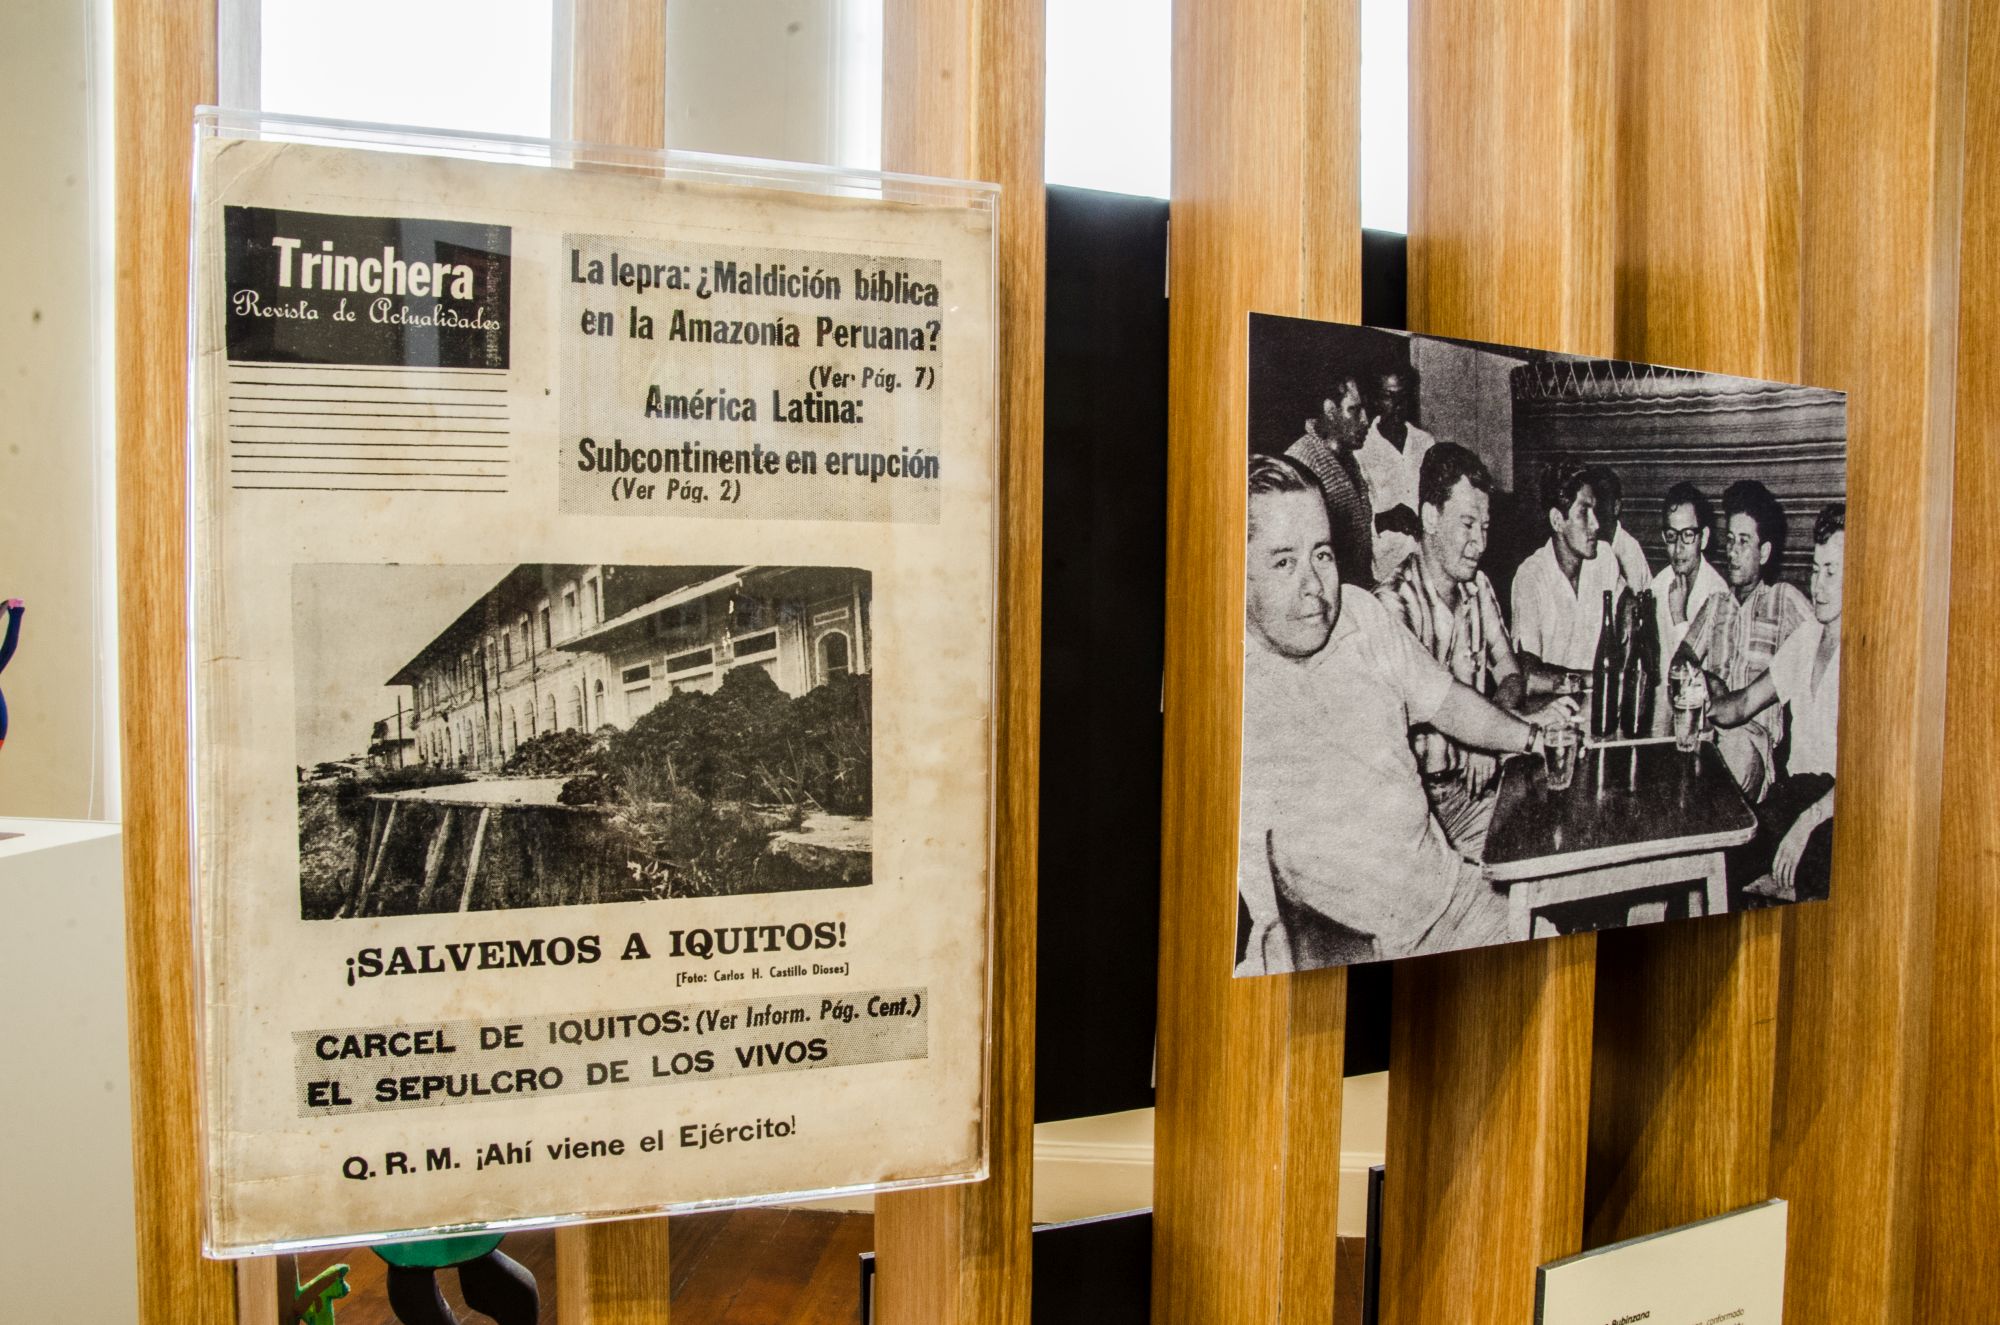 Trinchera
Revista de Actualidades
La lepra: ¿Maldición bíblica
en la Amazonía Peruana?
(Ver Pág. 7)
América Latina:
Subcontinente en erupción
(Ver Pág. 2)
¡SALVEMOS A IQUITOS!
[Foto: Carlos H. Castillo Dioses]
CARCEL DE IQUITOS: (Ver Inform. Pág. Cent.)
EL SEPULCRO DE LOS VIVOS
Q. R. M. ¡Ahí viene el Ejército!
Bubinzana
conformado